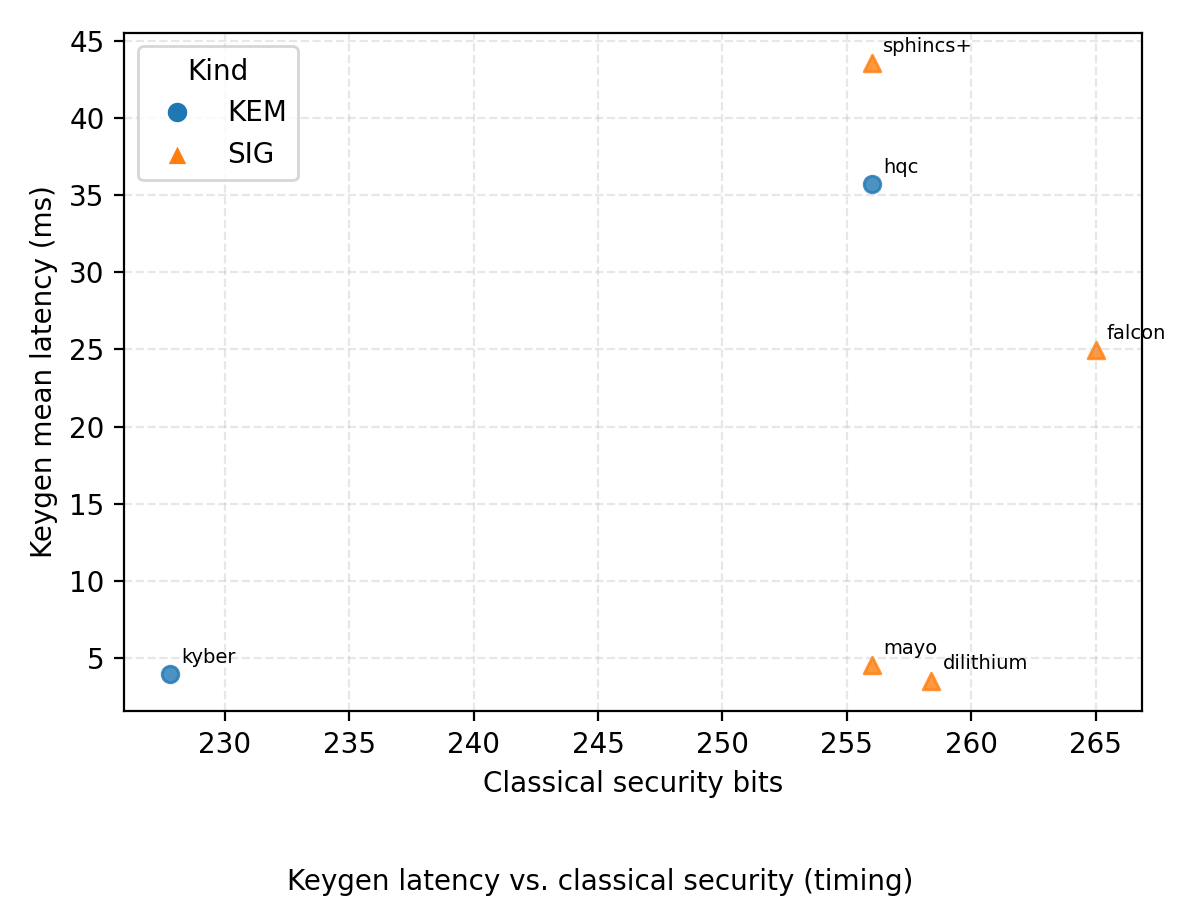 45
40
35
30
25
20
15
10
5
Keygen mean latency (ms)
Kind
KEM
SIG
sphincs+
hqc
falcon
mayo
dilithium
kyber
230 235 240 245 250 255 260 265
Classical security bits
Keygen latency vs. classical security (timing)